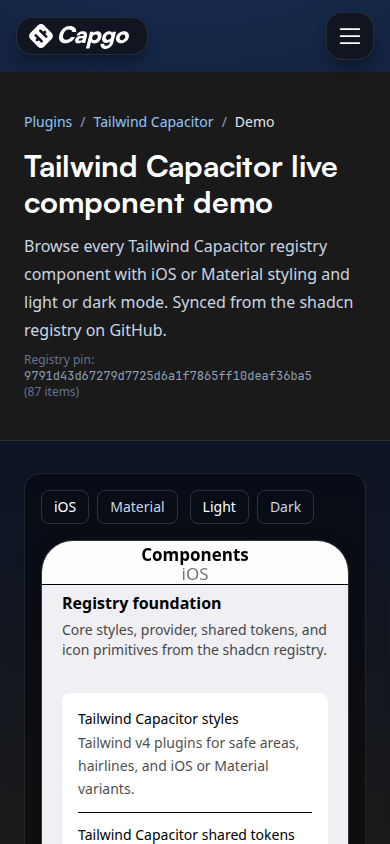 Capgo
Plugins / Tailwind Capacitor / Demo
Tailwind Capacitor live
component demo
Browse every Tailwind Capacitor registry
component with iOS or Material styling and
light or dark mode. Synced from the shadcn
registry on GitHub.
Registry pin:
9791d43d67279d7725d6a1f7865ff10deaf36ba5
(87 items)
iOS Material Light Dark
Components
iOS
Registry foundation
Core styles, provider, shared tokens, and
icon primitives from the shadcn registry.
Tailwind Capacitor styles
Tailwind v4 plugins for safe areas,
hairlines, and iOS or Material
variants.
Tailwind Capacitor shared tokens